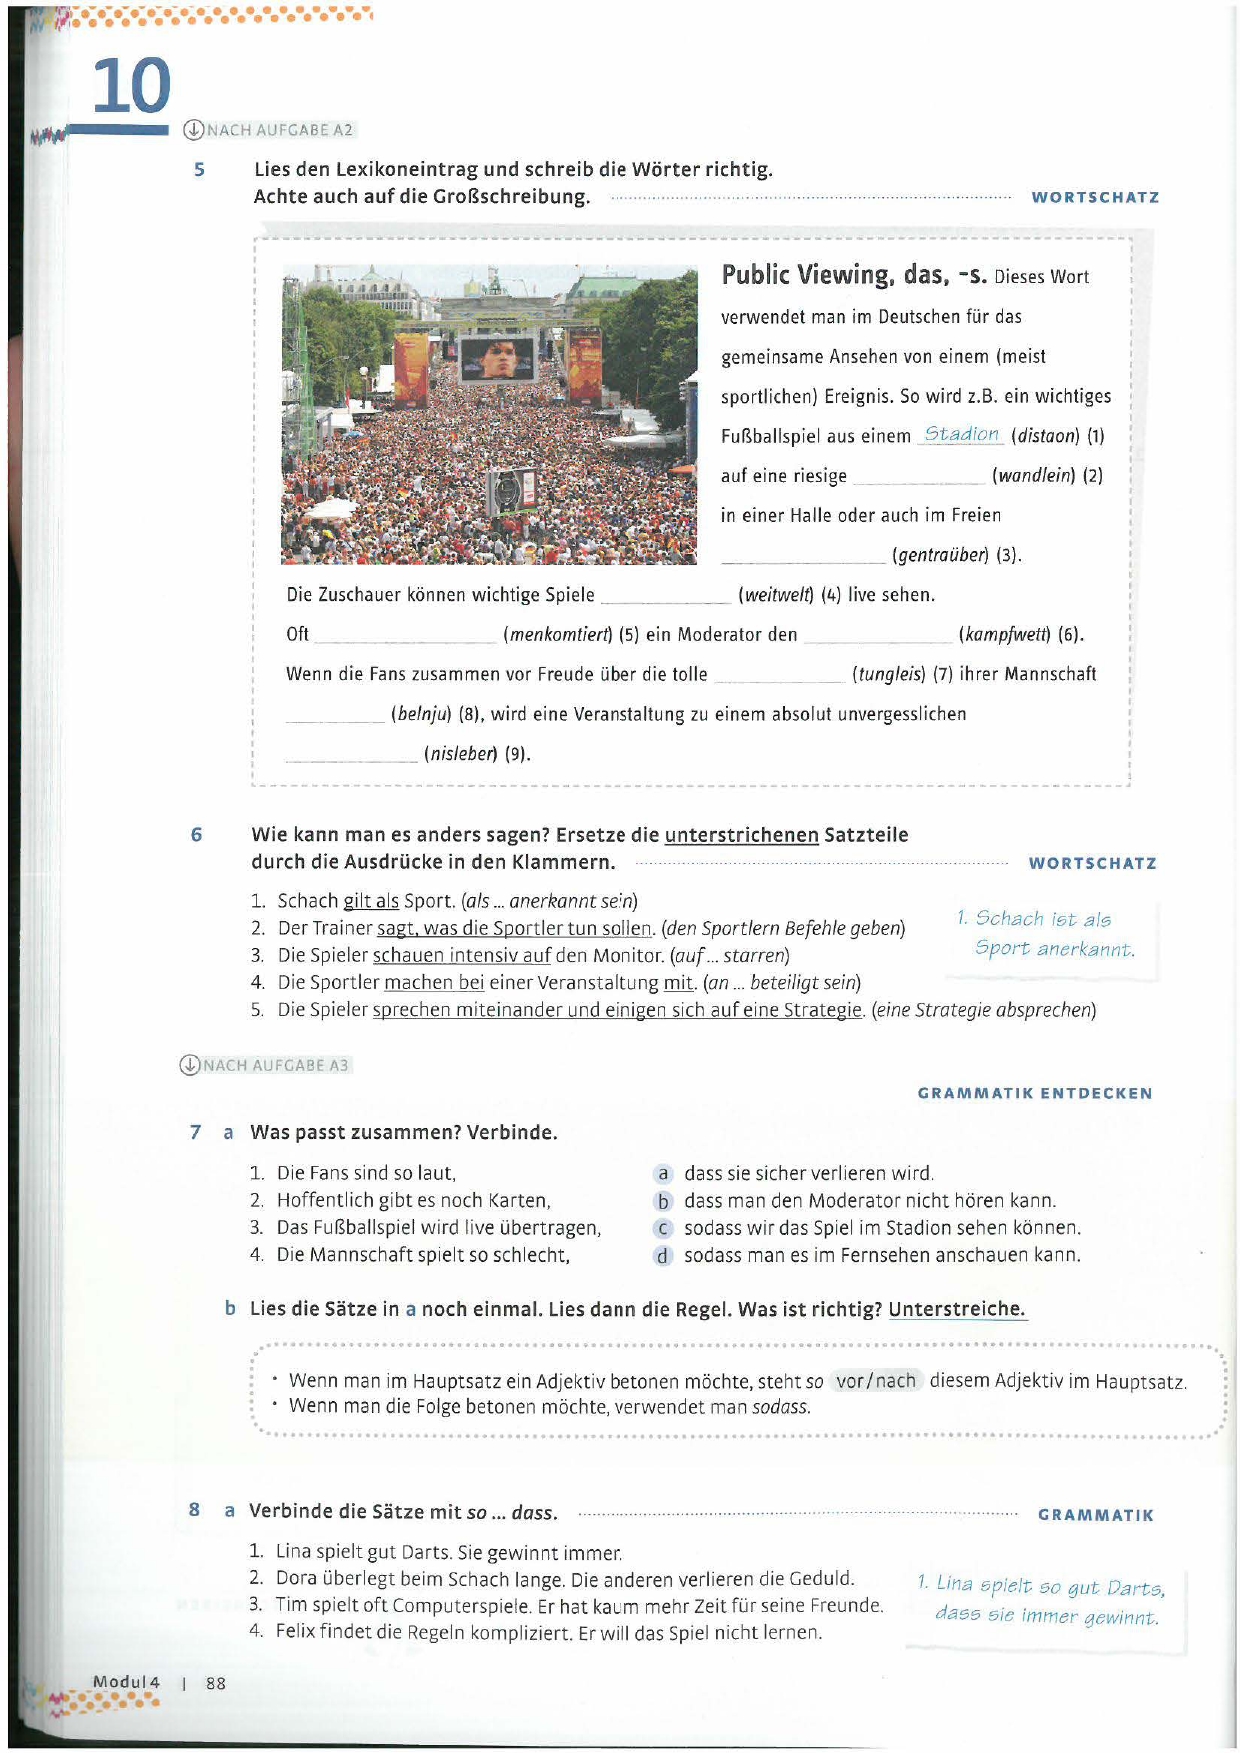 10
NACH AUFGABE A2
5 Lies den Lexikoneintrag und schreib die Wörter richtig.
Achte auch auf die Großschreibung. WORTSCHATZ
Public Viewing, das, -s. Dieses Wort
verwendet man im Deutschen für das
gemeinsame Ansehen von einem (meist
sportlichen) Ereignis. So wird z.B. ein wichtiges
Fußballspiel aus einem Stadion (distaon) (1)
auf eine riesige ____________ (wandlein) (2)
in einer Halle oder auch im Freien
____________ (gentraüber) (3).
Die Zuschauer können wichtige Spiele ____________ (weitwelt) (4) live sehen.
Oft ____________ (menkomtiert) (5) ein Moderator den ____________ (kampfwett) (6).
Wenn die Fans zusammen vor Freude über die tolle ____________ (tungleis) (7) ihrer Mannschaft
____________ (belnju) (8), wird eine Veranstaltung zu einem absolut unvergesslichen
____________ (nisleber) (9).
6 Wie kann man es anders sagen? Ersetze die unterstrichenen Satzteile
durch die Ausdrücke in den Klammern. WORTSCHATZ
1. Schach gilt als Sport. (als ... anerkannt sein)
2. Der Trainer sagt, was die Sportler tun sollen. (den Sportlern Befehle geben)
3. Die Spieler schauen intensiv auf den Monitor. (auf ... starren)
4. Die Sportler machen bei einer Veranstaltung mit. (an ... beteiligt sein)
5. Die Spieler sprechen miteinander und einigen sich auf eine Strategie. (eine Strategie absprechen)
1. Schach ist als
Sport anerkannt.
NACH AUFGABE A3
GRAMMATIK ENTDECKEN
7 a Was passt zusammen? Verbinde.
1. Die Fans sind so laut, a dass sie sicher verlieren wird.
2. Hoffentlich gibt es noch Karten, b dass man den Moderator nicht hören kann.
3. Das Fußballspiel wird live übertragen, c sodass wir das Spiel im Stadion sehen können.
4. Die Mannschaft spielt so schlecht, d sodass man es im Fernsehen anschauen kann.
b Lies die Sätze in a noch einmal. Lies dann die Regel. Was ist richtig? Unterstreiche.
· Wenn man im Hauptsatz ein Adjektiv betonen möchte, steht so vor/nach diesem Adjektiv im Hauptsatz.
· Wenn man die Folge betonen möchte, verwendet man sodass.
8 a Verbinde die Sätze mit so ... dass. GRAMMATIK
1. Lina spielt gut Darts. Sie gewinnt immer.
2. Dora überlegt beim Schach lange. Die anderen verlieren die Geduld.
3. Tim spielt oft Computerspiele. Er hat kaum mehr Zeit für seine Freunde.
4. Felix findet die Regeln kompliziert. Er will das Spiel nicht lernen.
1. Lina spielt so gut Darts,
dass sie immer gewinnt.
Modul 4 | 88